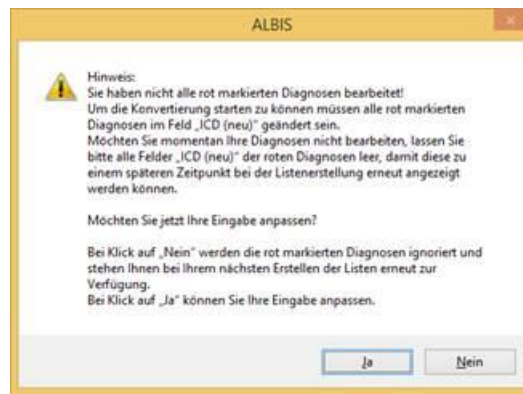 ALBIS
Hinweis:
Sie haben nicht alle rot markierten Diagnosen bearbeitet!
Um die Konvertierung starten zu können müssen alle rot markierten
Diagnosen im Feld „ICD (neu)" geändert sein.
Möchten Sie momentan Ihre Diagnosen nicht bearbeiten, lassen Sie
bitte alle Felder „ICD (neu)" der roten Diagnosen leer, damit diese zu
einem späteren Zeitpunkt bei der Listenerstellung erneut angezeigt
werden können.
Möchten Sie jetzt Ihre Eingabe anpassen?
Bei Klick auf „Nein" werden die rot markierten Diagnosen ignoriert und
stehen Ihnen bei Ihrem nächsten Erstellen der Listen erneut zur
Verfügung.
Bei Klick auf „Ja" können Sie Ihre Eingabe anpassen.
Ja
Nein